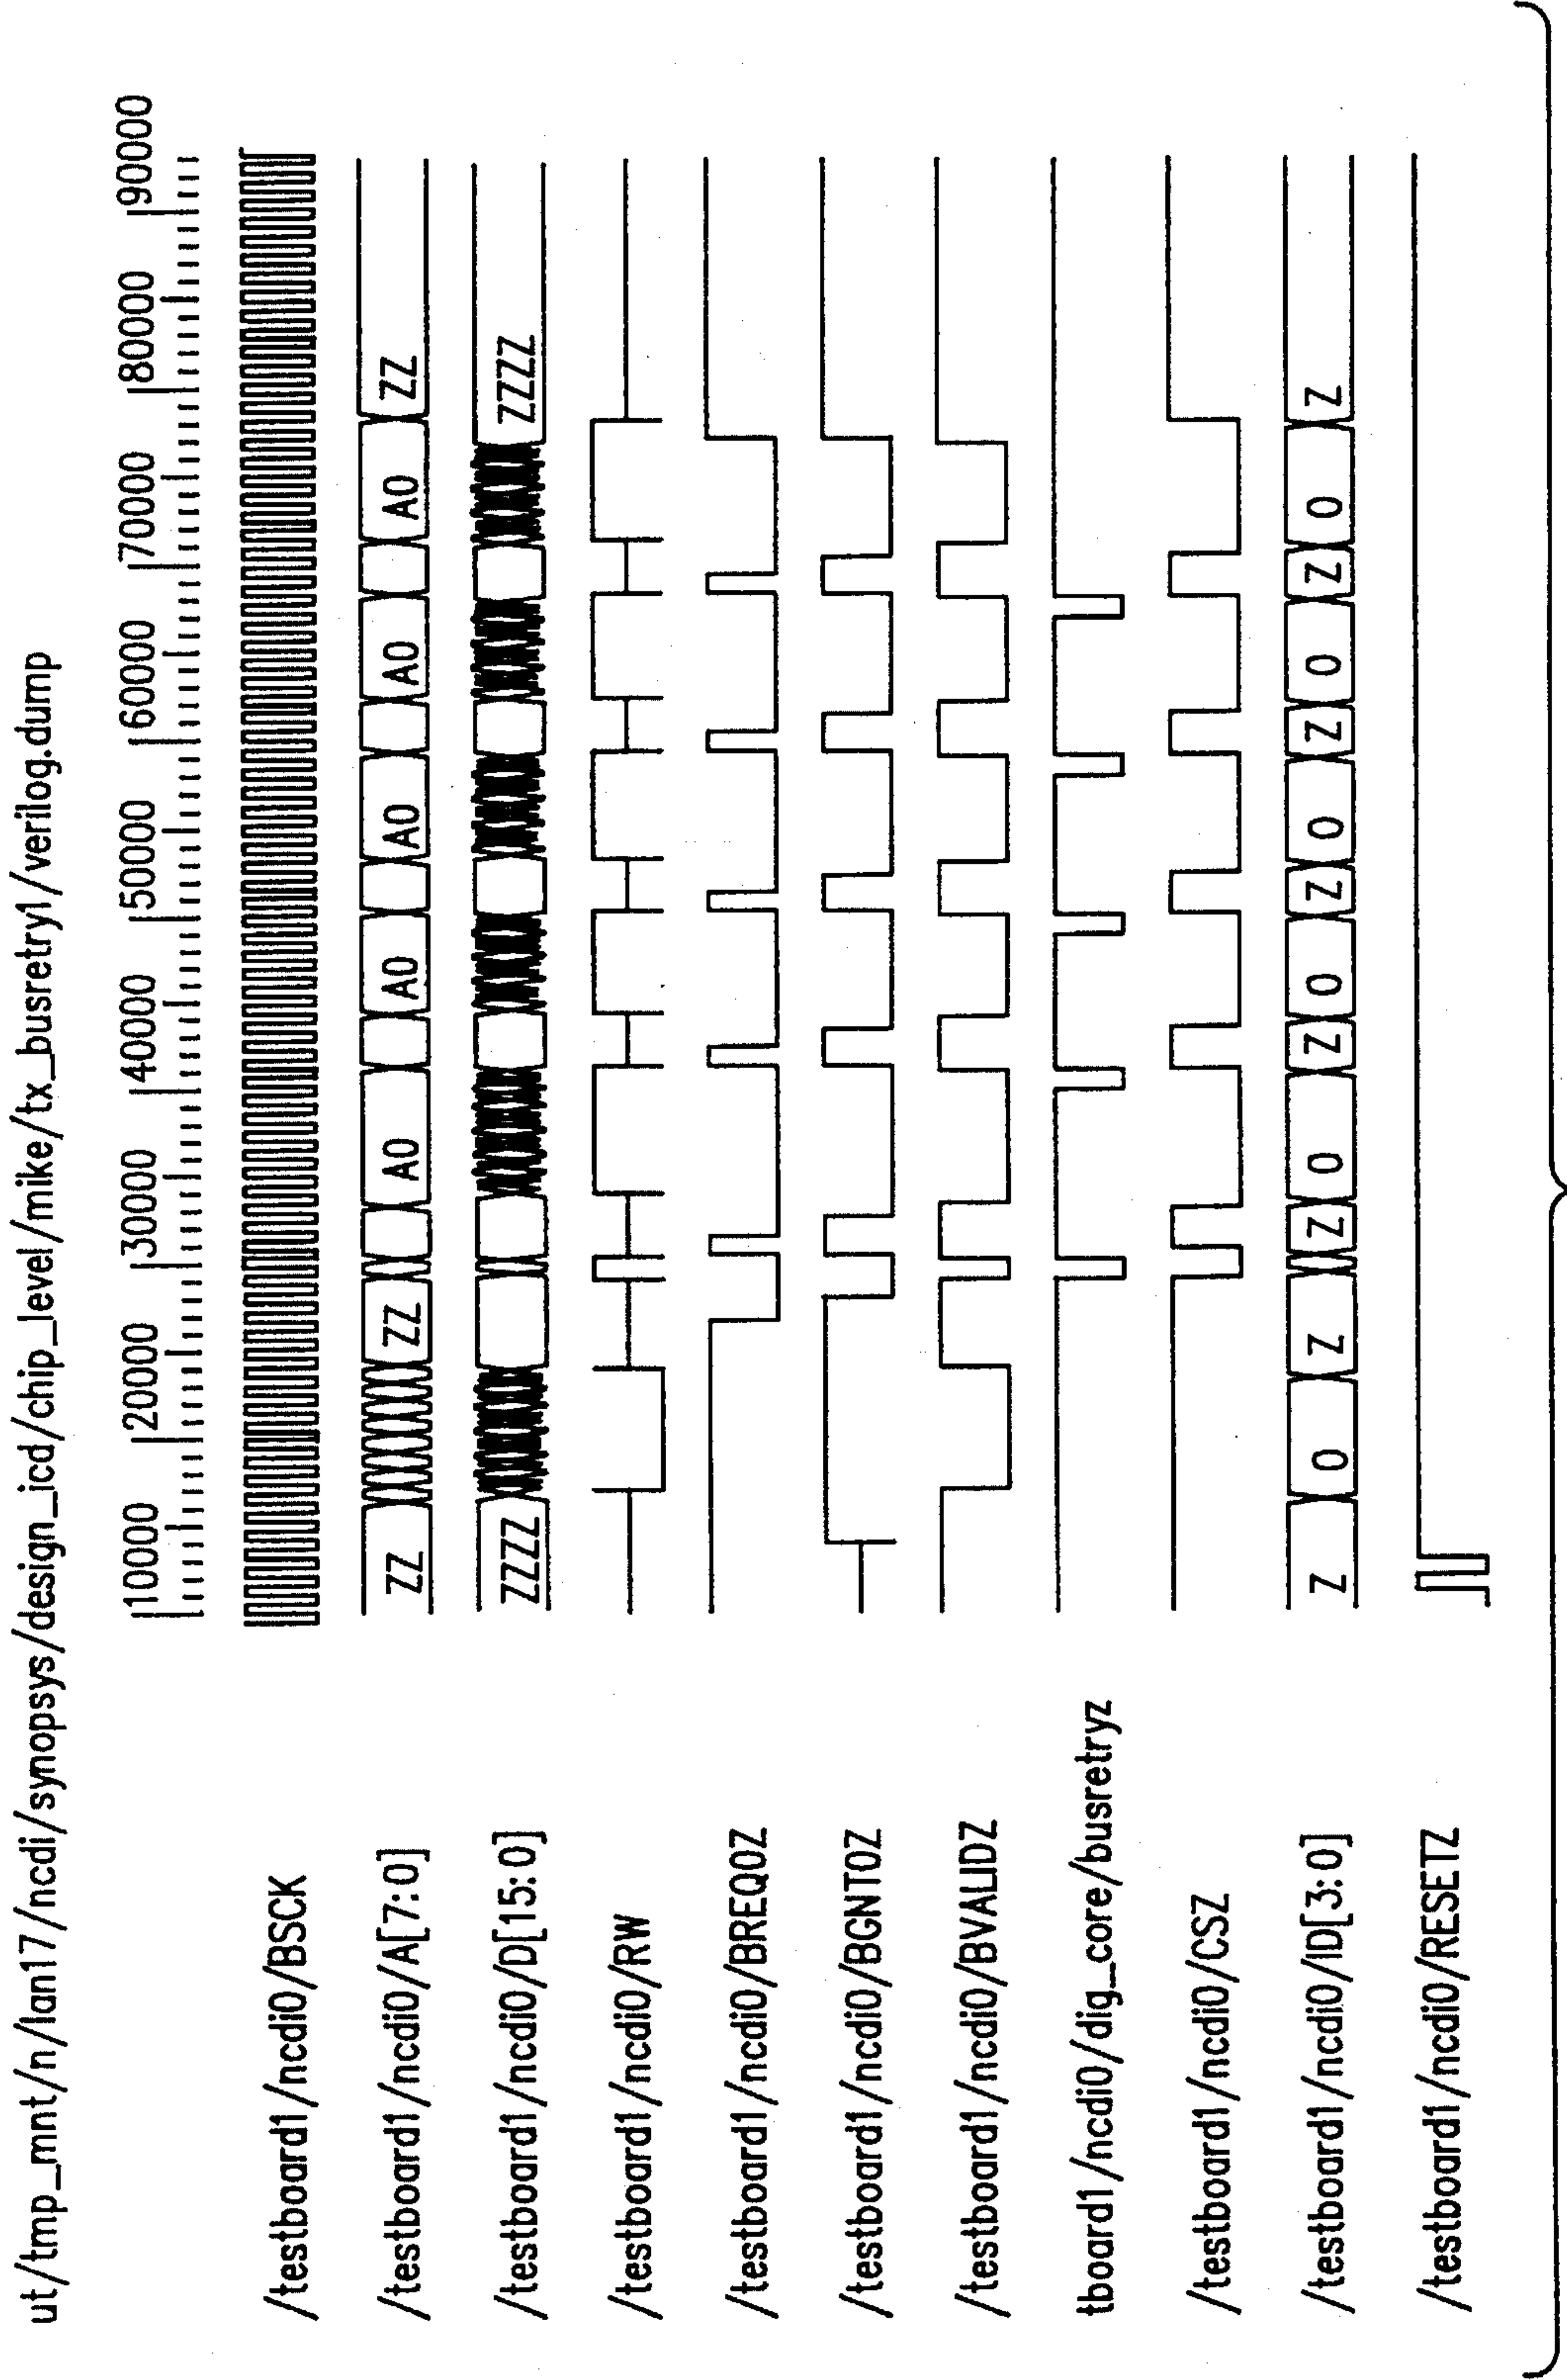 ut/tmp_mnt/n/lan17/ncdi/synopsys/design_icd/chip_level/mike/tx_busretry1/verilog.dump
10000 20000 30000 40000 50000 60000 70000 80000 90000
/testboard1/ncdi0/BSCK
/testboard1/ncdi0/A[7:0] ZZ ZZ A0 A0 A0 A0 A0 ZZ
/testboard1/ncdi0/D[15:0] ZZZZ ZZZZ
/testboard1/ncdi0/RW
/testboard1/ncdi0/BREQ0Z
/testboard1/ncdi0/BGNT0Z
/testboard1/ncdi0/BVALIDZ
tboard1/ncdi0/dig_core/busretryz
/testboard1/ncdi0/CSZ
/testboard1/ncdi0/ID[3:0] Z 0 Z Z 0 Z 0 Z 0 Z 0 Z 0 Z
/testboard1/ncdi0/RESETZ